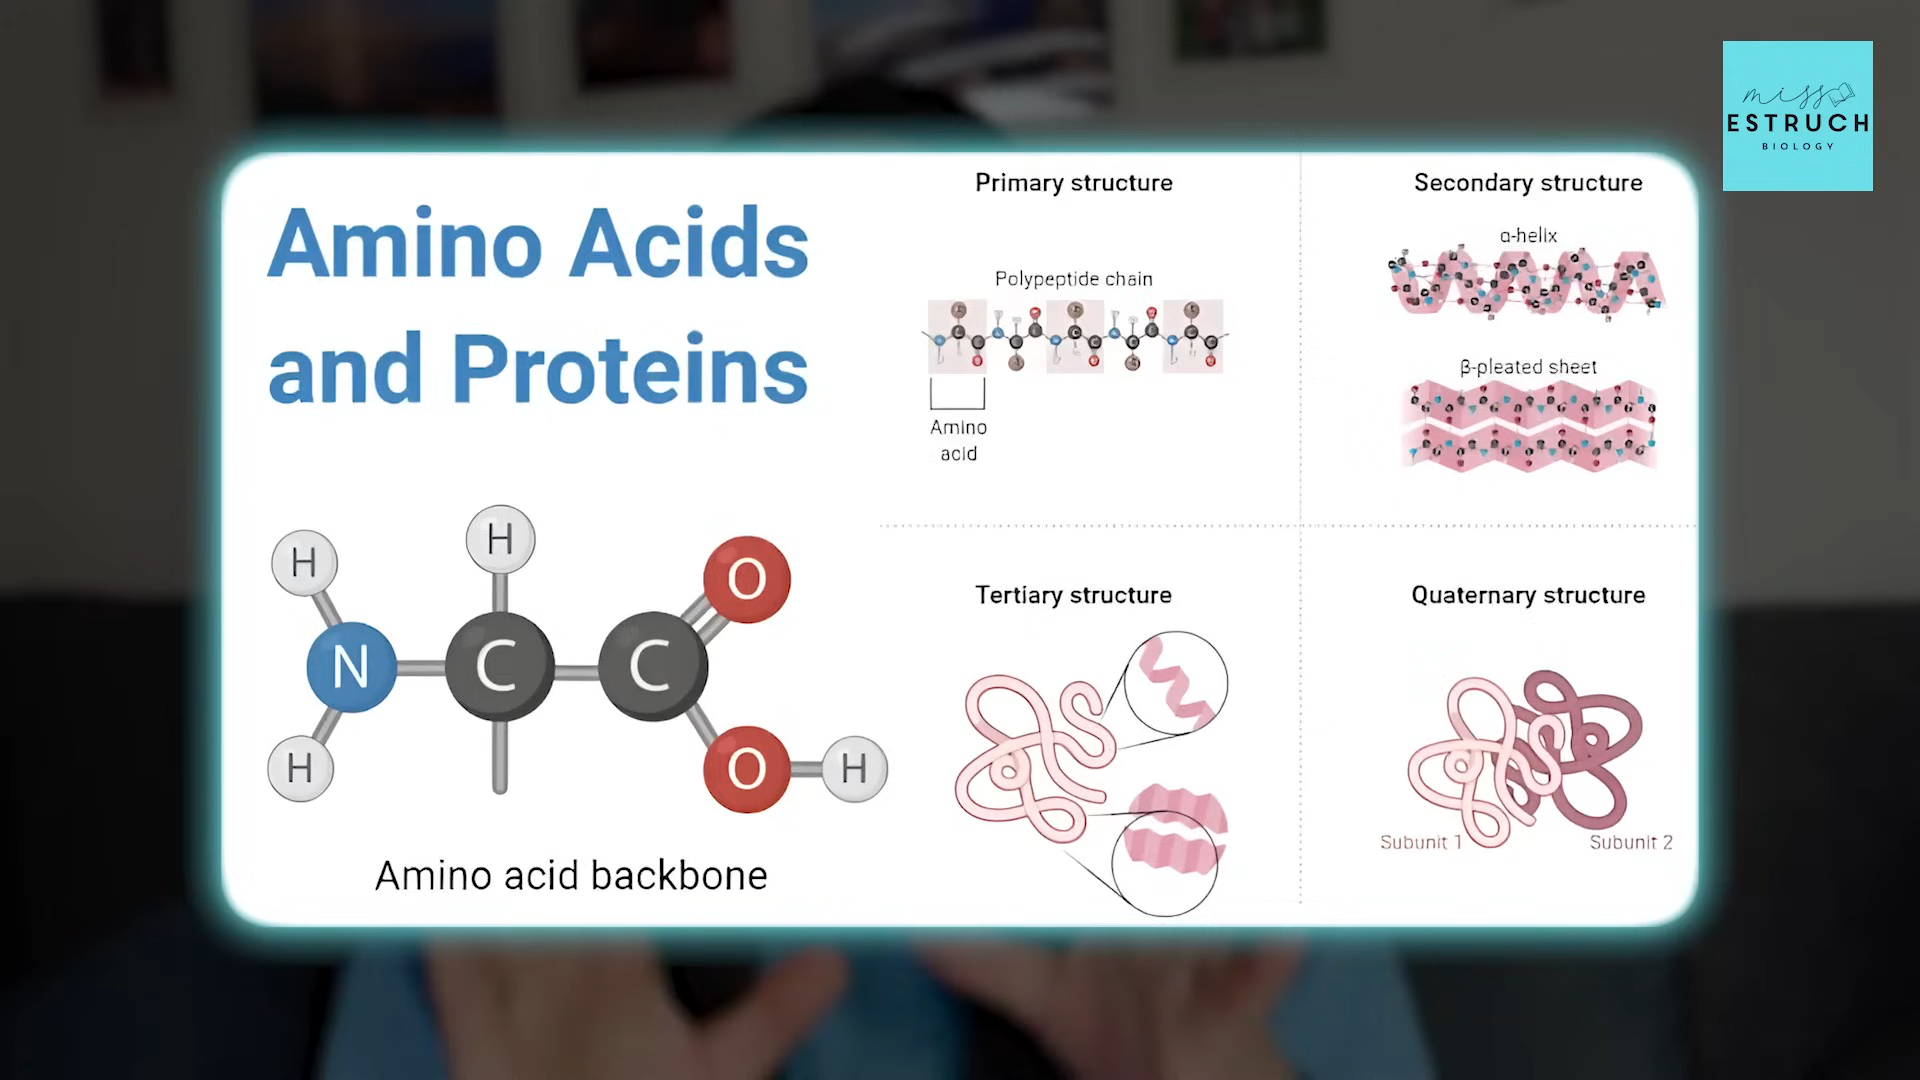 miss
ESTRUCH
BIOLOGY
Amino Acids
and Proteins
H
H
O
N
C
C
H
O
H
Amino acid backbone
Primary structure
Polypeptide chain
Amino
acid
Secondary structure
α-helix
β-pleated sheet
Tertiary structure
Quaternary structure
Subunit 1
Subunit 2